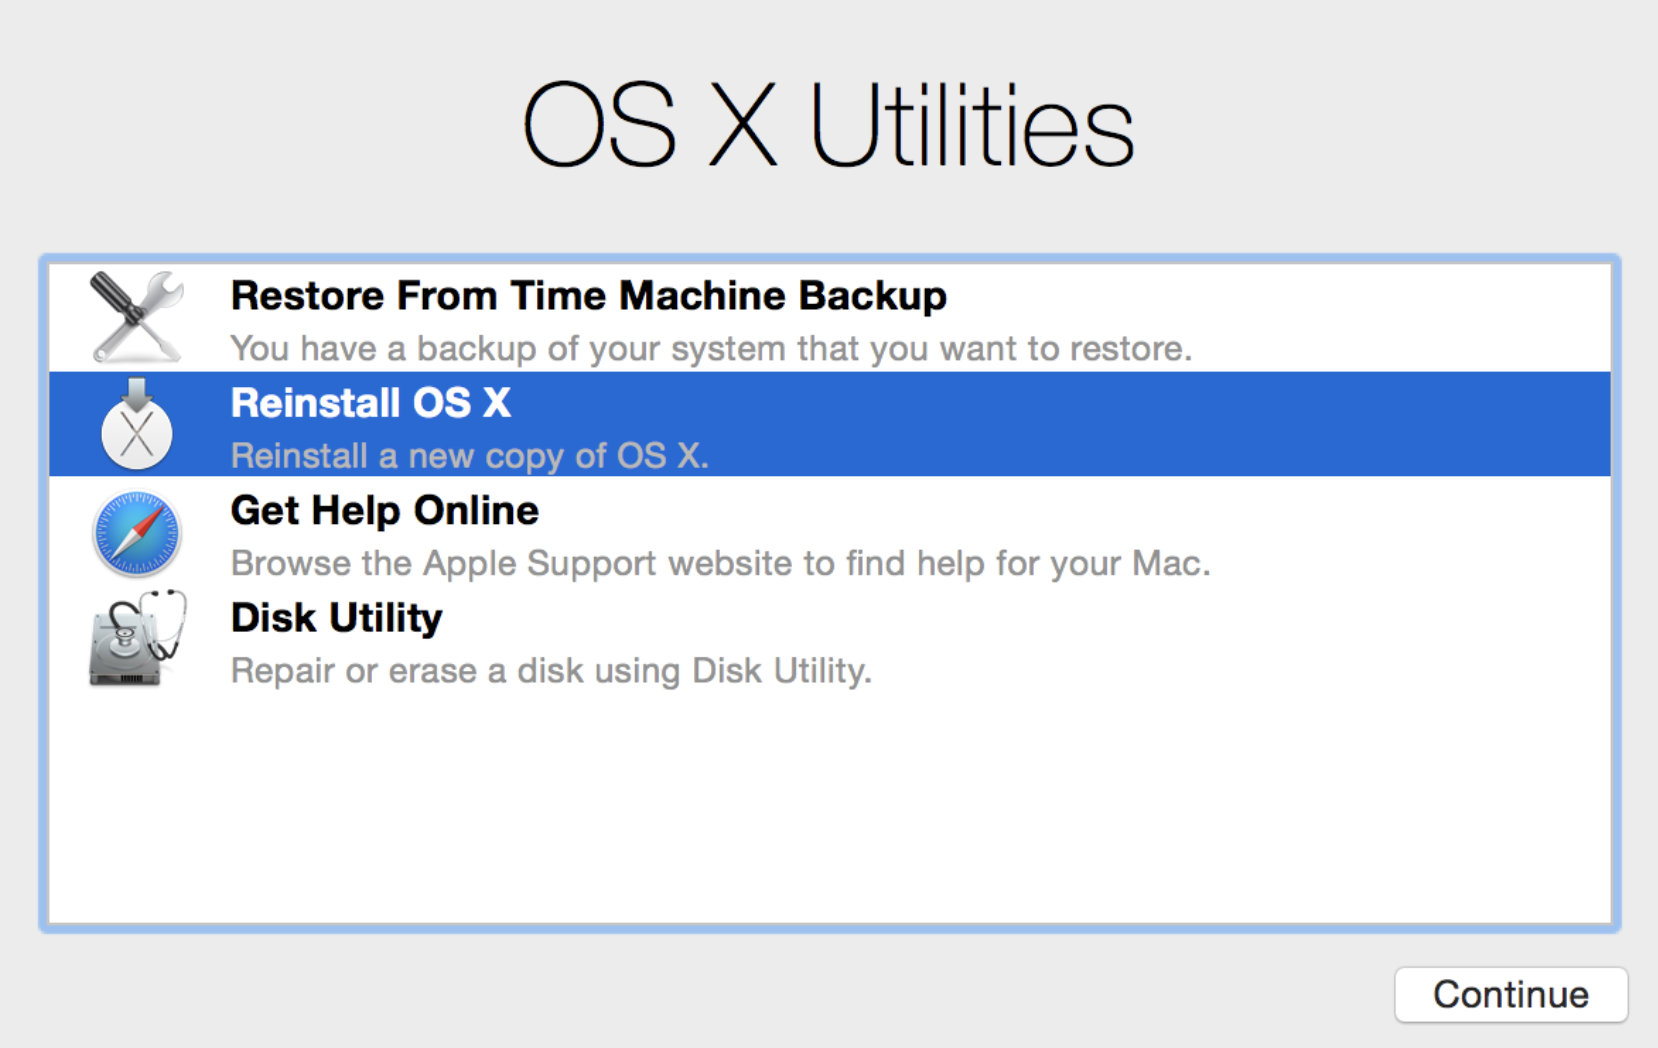 OS X Utilities
Restore From Time Machine Backup
You have a backup of your system that you want to restore.
Reinstall OS X
Reinstall a new copy of OS X.
Get Help Online
Browse the Apple Support website to find help for your Mac.
Disk Utility
Repair or erase a disk using Disk Utility.
Continue